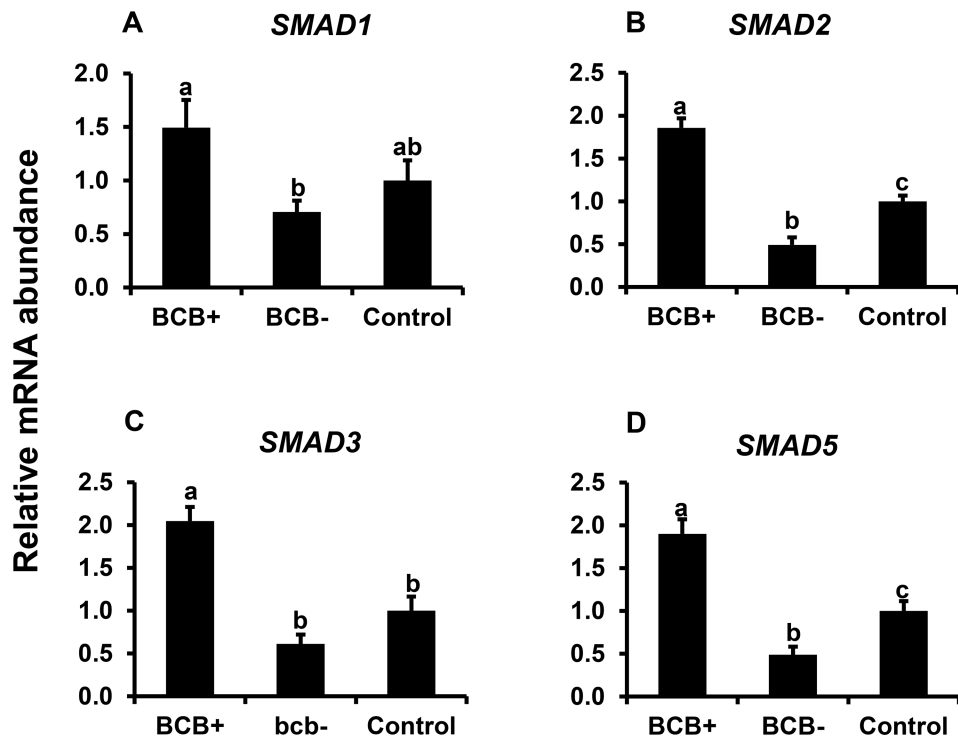 Relative mRNA abundance
A
SMAD1
2.0
1.5
1.0
0.5
0.0
a
b
ab
BCB+ BCB- Control
B
SMAD2
2.5
2.0
1.5
1.0
0.5
0.0
a
b
c
BCB+ BCB- Control
C
SMAD3
2.5
2.0
1.5
1.0
0.5
0.0
a
b
b
BCB+ bcb- Control
D
SMAD5
2.5
2.0
1.5
1.0
0.5
0.0
a
b
c
BCB+ BCB- Control